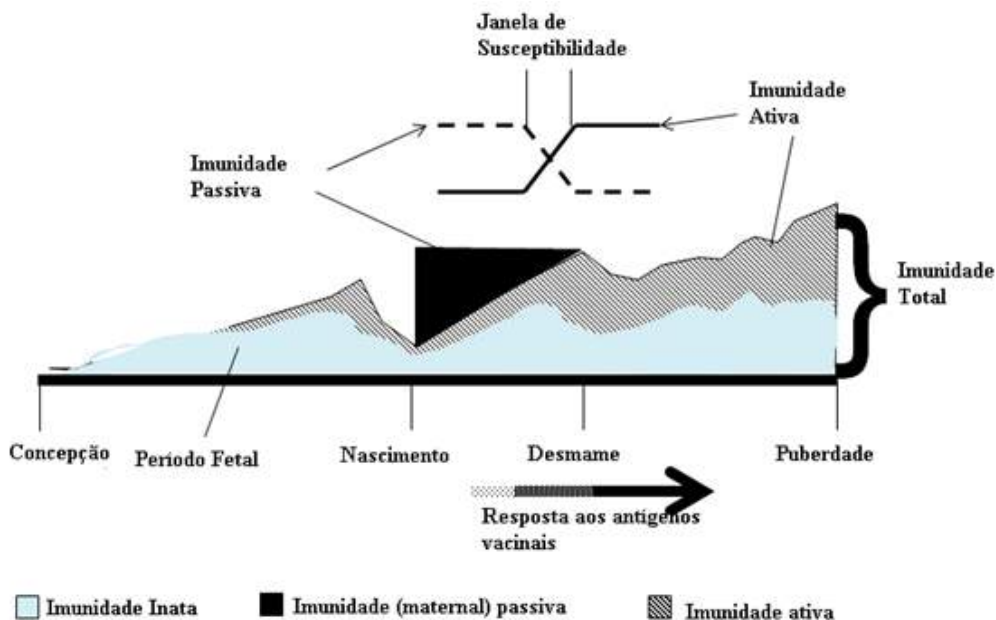 Janela de
Susceptibilidade
Imunidade
Ativa
Imunidade
Passiva
Imunidade
Total
Concepção
Período Fetal
Nascimento
Desmame
Puberdade
Resposta aos antígenos
vacinais
Imunidade Inata
Imunidade (maternal) passiva
Imunidade ativa